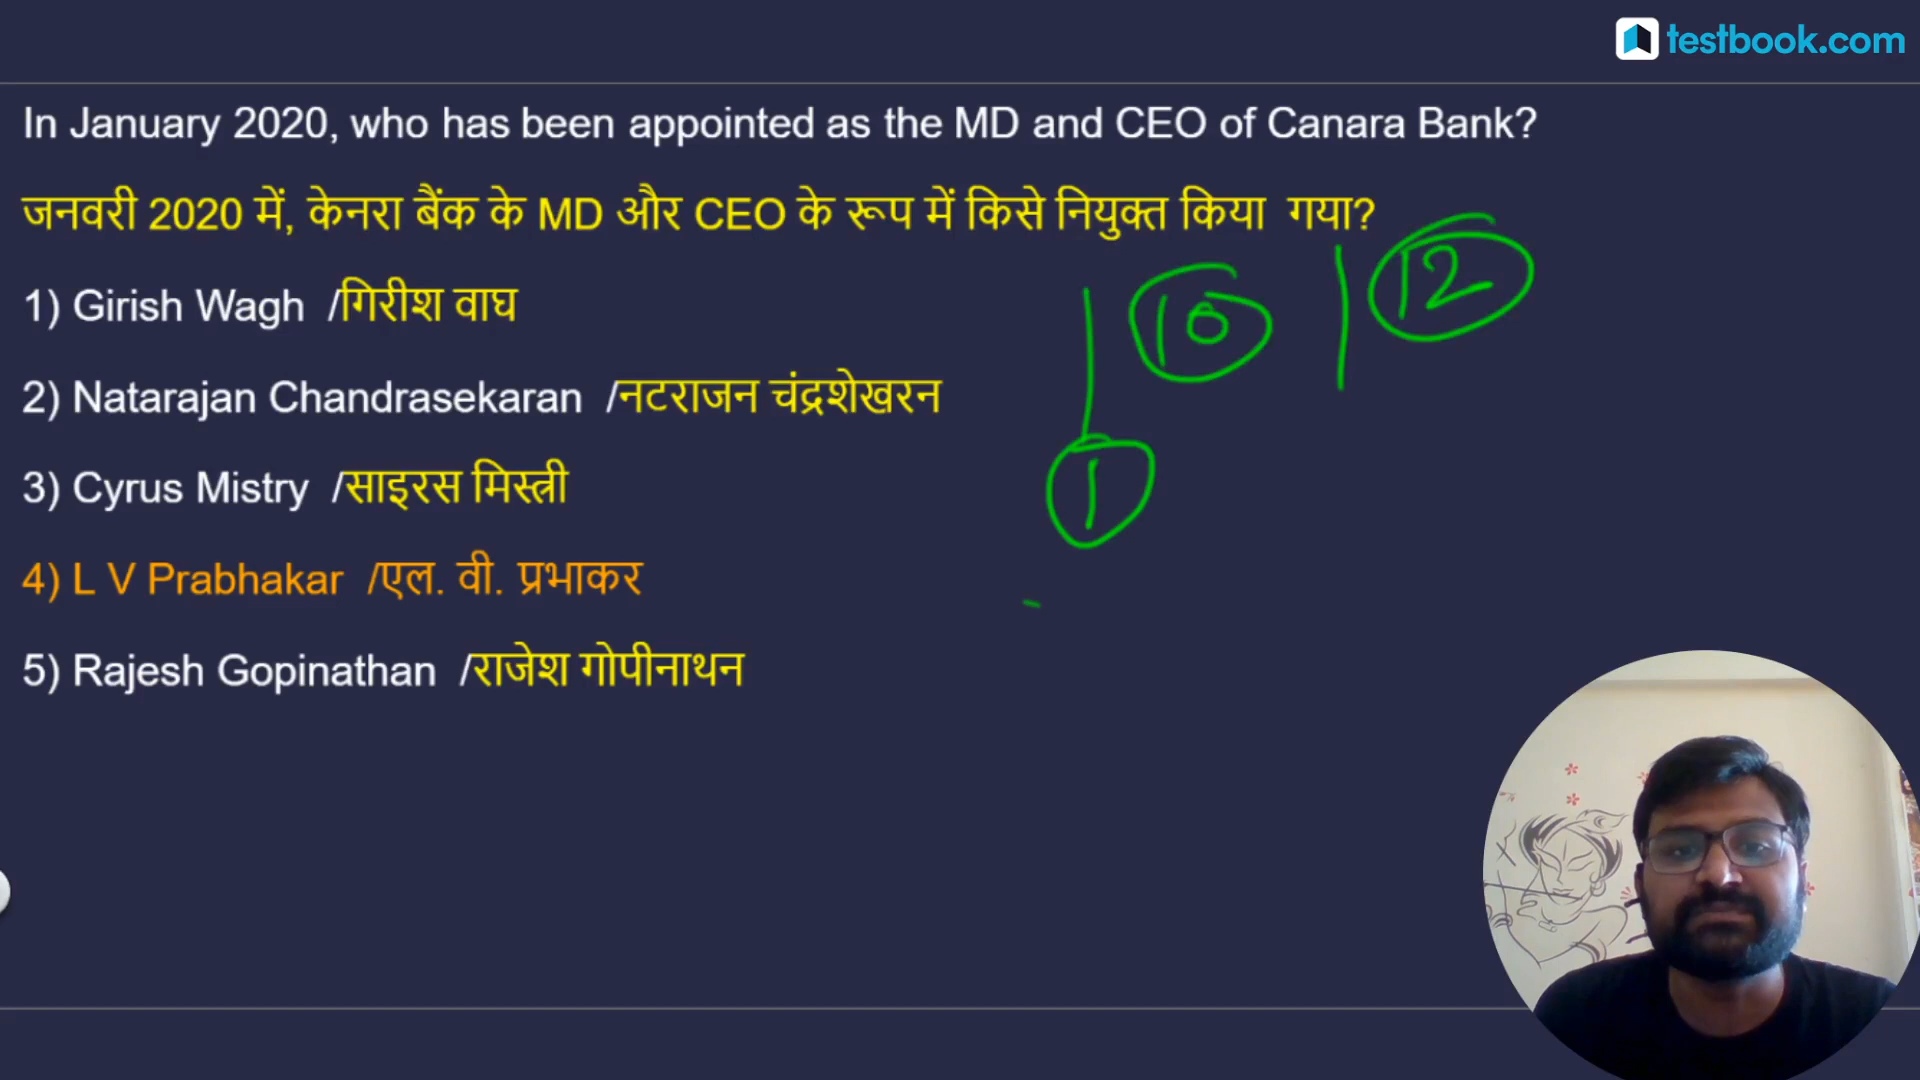 testbook.com
In January 2020, who has been appointed as the MD and CEO of Canara Bank?
जनवरी 2020 में, केनरा बैंक के MD और CEO के रूप में किसे नियुक्त किया गया?
1) Girish Wagh /गिरीश वाघ
10 12
2) Natarajan Chandrasekaran /नटराजन चंद्रशेखरन
3) Cyrus Mistry /साइरस मिस्त्री
1
4) L V Prabhakar /एल. वी. प्रभाकर
5) Rajesh Gopinathan /राजेश गोपीनाथन